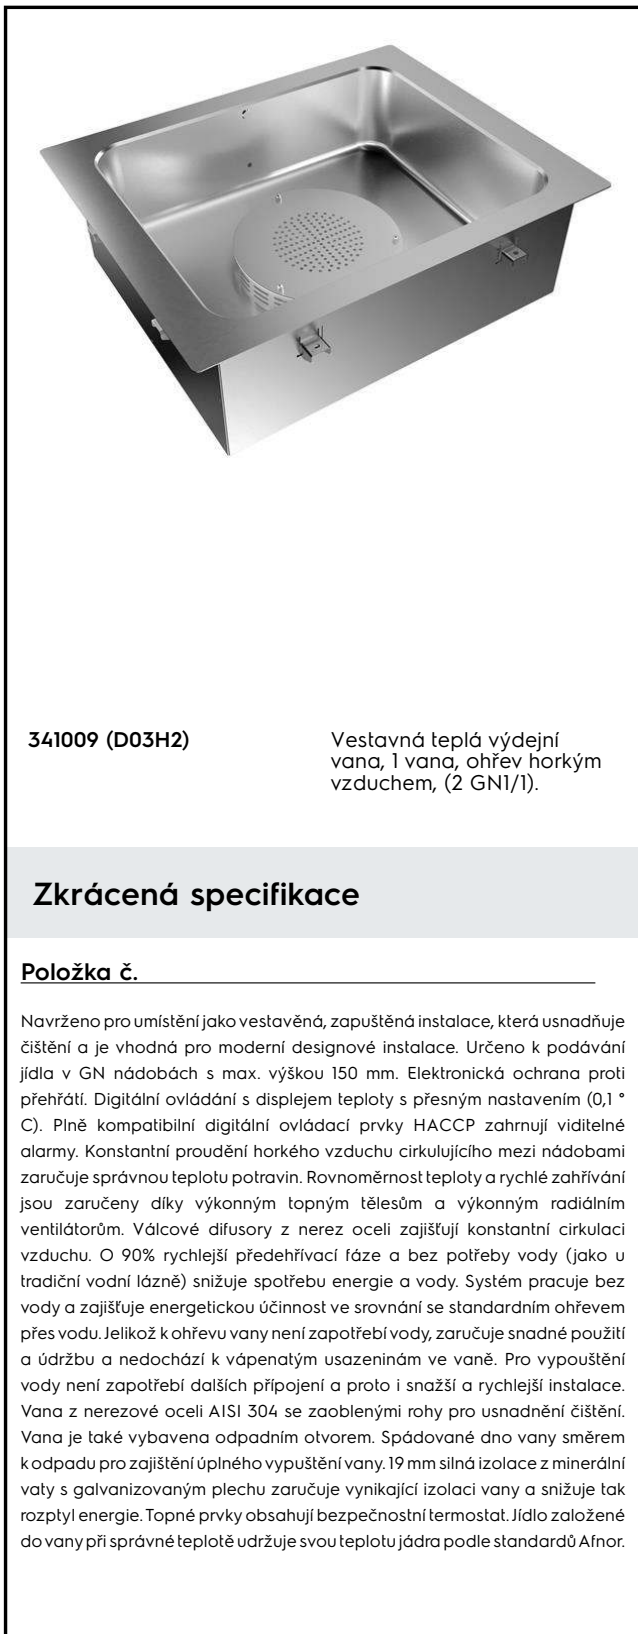 341009 (D03H2)
Vestavná teplá výdejní
vana, 1 vana, ohřev horkým
vzduchem, (2 GN1/1).
Zkrácená specifikace
Položka č.
Navrženo pro umístění jako vestavěná, zapuštěná instalace, která usnadňuje
čištění a je vhodná pro moderní designové instalace. Určeno k podávání
jídla v GN nádobách s max. výškou 150 mm. Elektronická ochrana proti
přehřátí. Digitální ovládání s displejem teploty s přesným nastavením (0,1 °
C). Plně kompatibilní digitální ovládací prvky HACCP zahrnují viditelné
alarmy. Konstantní proudění horkého vzduchu cirkulujícího mezi nádobami
zaručuje správnou teplotu potravin. Rovnoměrnost teploty a rychlé zahřívání
jsou zaručeny díky výkonným topným tělesům a výkonným radiálním
ventilátorům. Válcové difusory z nerez oceli zajišťují konstantní cirkulaci
vzduchu. O 90% rychlejší předehřívací fáze a bez potřeby vody (jako u
tradiční vodní lázně) snižuje spotřebu energie a vody. Systém pracuje bez
vody a zajišťuje energetickou účinnost ve srovnání se standardním ohřevem
přes vodu. Jelikož k ohřevu vany není zapotřebí vody, zaručuje snadné použití
a údržbu a nedochází k vápenatým usazeninám ve vaně. Pro vypouštění
vody není zapotřebí dalších přípojení a proto i snažší a rychlejší instalace.
Vana z nerezové oceli AISI 304 se zaoblenými rohy pro usnadnění čištění.
Vana je také vybavena odpadním otvorem. Spádované dno vany směrem
k odpadu pro zajištění úplného vypuštění vany. 19 mm silná izolace z minerální
vaty s galvanizovaným plechu zaručuje vynikající izolaci vany a snižuje tak
rozptyl energie. Topné prvky obsahují bezpečnostní termostat. Jídlo založené
do vany při správné teplotě udržuje svou teplotu jádra podle standardů Afnor.